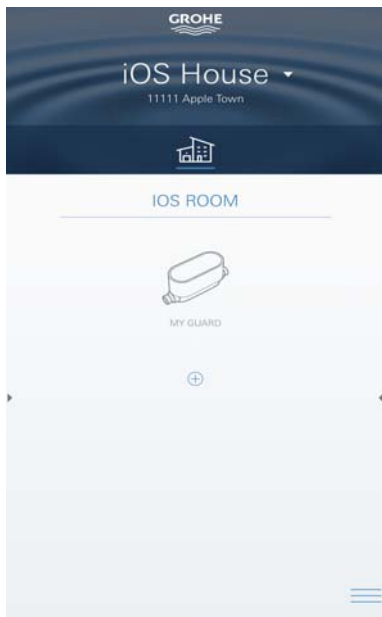 GROHE
iOS House
11111 Apple Town
IOS ROOM
MY GUARD